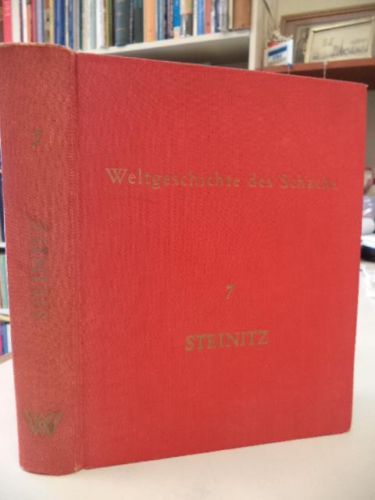 Weltgeschichte des Schachs
7
STEINITZ
7
STEINITZ
W